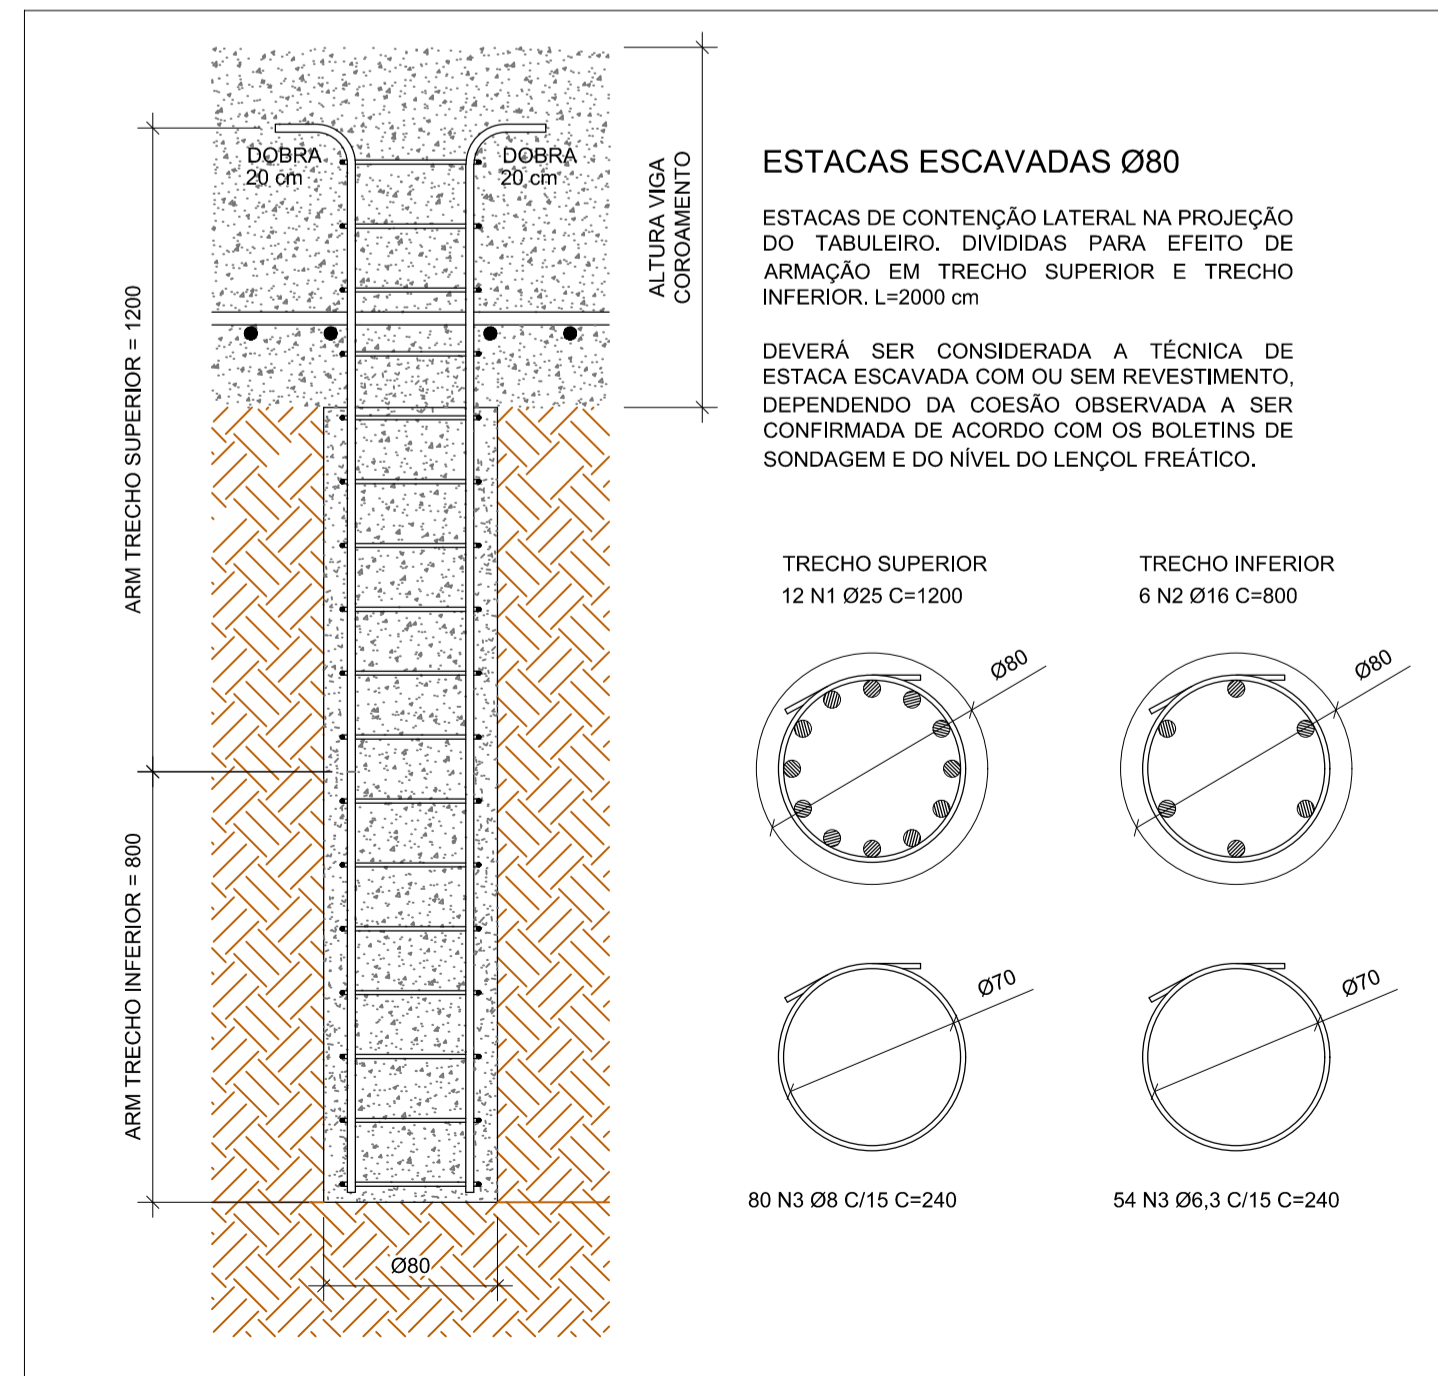 DOBRA
20 cm
DOBRA
20 cm
ALTURA VIGA
COROAMENTO
ARM TRECHO SUPERIOR = 1200
ARM TRECHO INFERIOR = 800
Ø80
ESTACAS ESCAVADAS Ø80
ESTACAS DE CONTENÇÃO LATERAL NA PROJEÇÃO
DO TABULEIRO. DIVIDIDAS PARA EFEITO DE
ARMAÇÃO EM TRECHO SUPERIOR E TRECHO
INFERIOR. L=2000 cm
DEVERÁ SER CONSIDERADA A TÉCNICA DE
ESTACA ESCAVADA COM OU SEM REVESTIMENTO,
DEPENDENDO DA COESÃO OBSERVADA A SER
CONFIRMADA DE ACORDO COM OS BOLETINS DE
SONDAGEM E DO NÍVEL DO LENÇOL FREÁTICO.
TRECHO SUPERIOR
12 N1 Ø25 C=1200
Ø80
TRECHO INFERIOR
6 N2 Ø16 C=800
Ø80
Ø70
80 N3 Ø8 C/15 C=240
Ø70
54 N3 Ø6,3 C/15 C=240